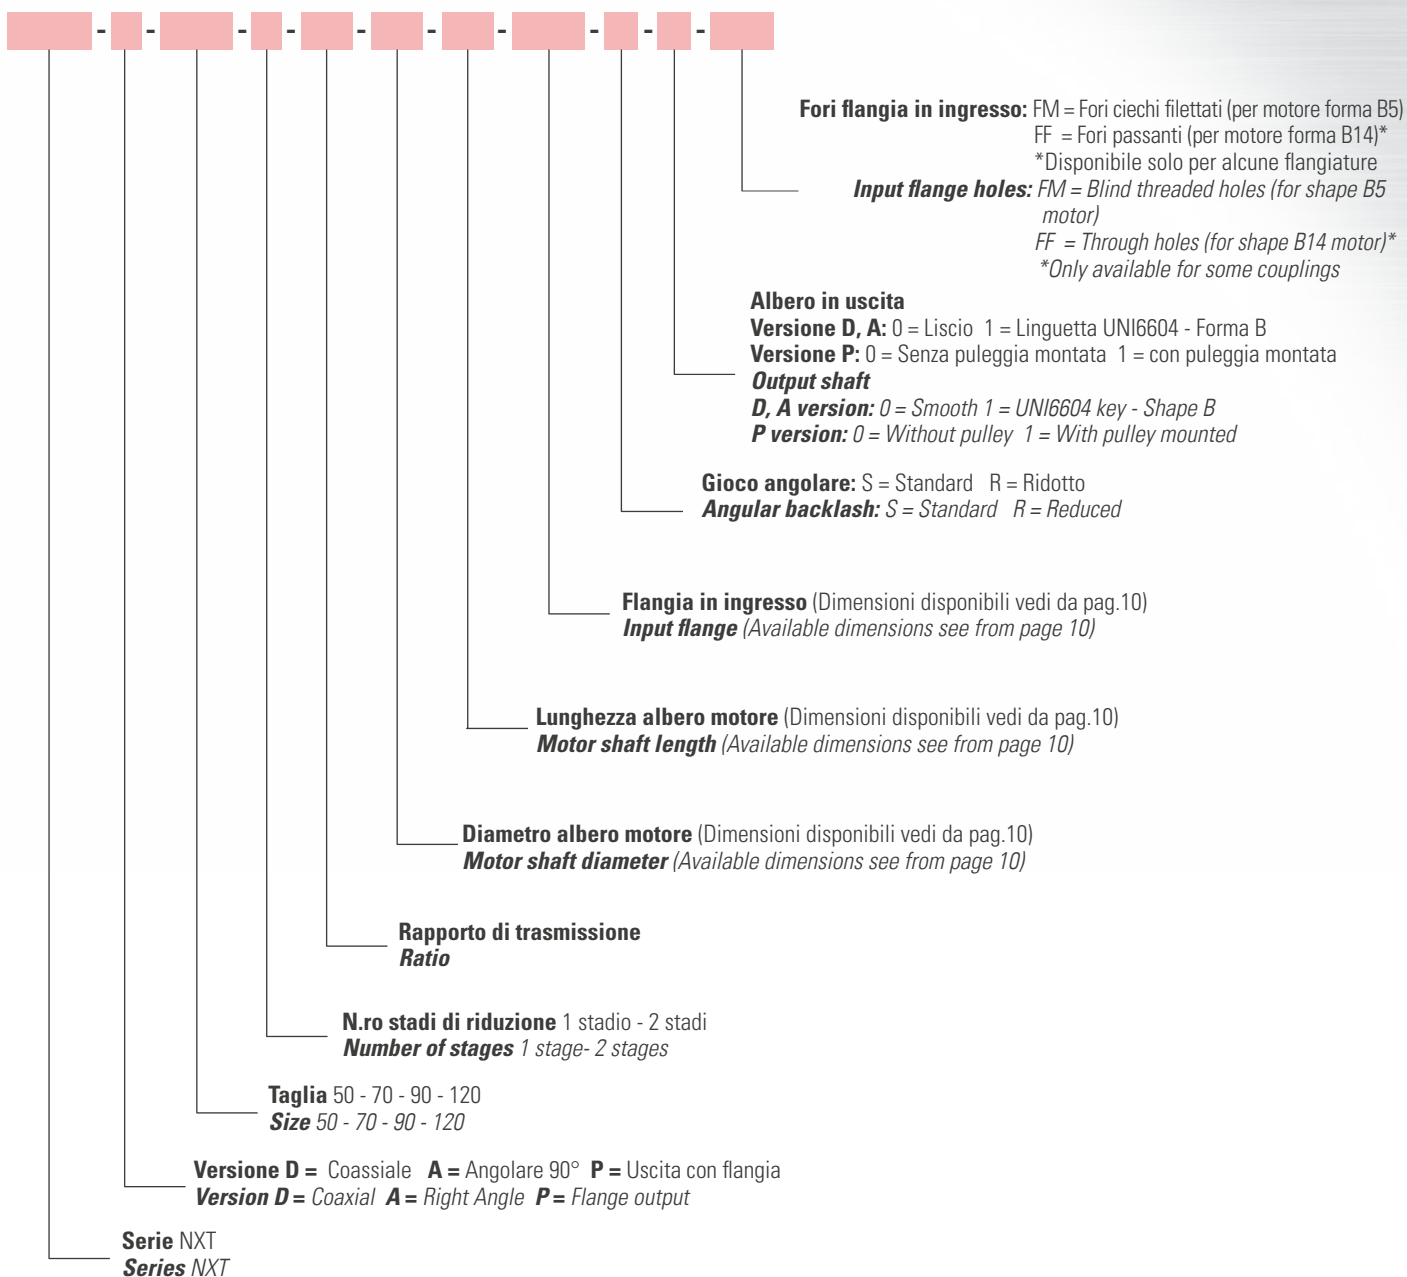 - - - - - - - - - -
Fori flangia in ingresso: FM = Fori ciechi filettati (per motore forma B5)
FF = Fori passanti (per motore forma B14)*
*Disponibile solo per alcune flangiature
Input flange holes: FM = Blind threaded holes (for shape B5
motor)
FF = Through holes (for shape B14 motor)*
*Only available for some couplings
Albero in uscita
Versione D, A: 0 = Liscio 1 = Linguetta UNI6604 - Forma B
Versione P: 0 = Senza puleggia montata 1 = con puleggia montata
Output shaft
D, A version: 0 = Smooth 1 = UNI6604 key - Shape B
P version: 0 = Without pulley 1 = With pulley mounted
Gioco angolare: S = Standard R = Ridotto
Angular backlash: S = Standard R = Reduced
Flangia in ingresso (Dimensioni disponibili vedi da pag.10)
Input flange (Available dimensions see from page 10)
Lunghezza albero motore (Dimensioni disponibili vedi da pag.10)
Motor shaft length (Available dimensions see from page 10)
Diametro albero motore (Dimensioni disponibili vedi da pag.10)
Motor shaft diameter (Available dimensions see from page 10)
Rapporto di trasmissione
Ratio
N.ro stadi di riduzione 1 stadio - 2 stadi
Number of stages 1 stage- 2 stages
Taglia 50 - 70 - 90 - 120
Size 50 - 70 - 90 - 120
Versione D = Coassiale A = Angolare 90° P = Uscita con flangia
Version D = Coaxial A = Right Angle P = Flange output
Serie NXT
Series NXT